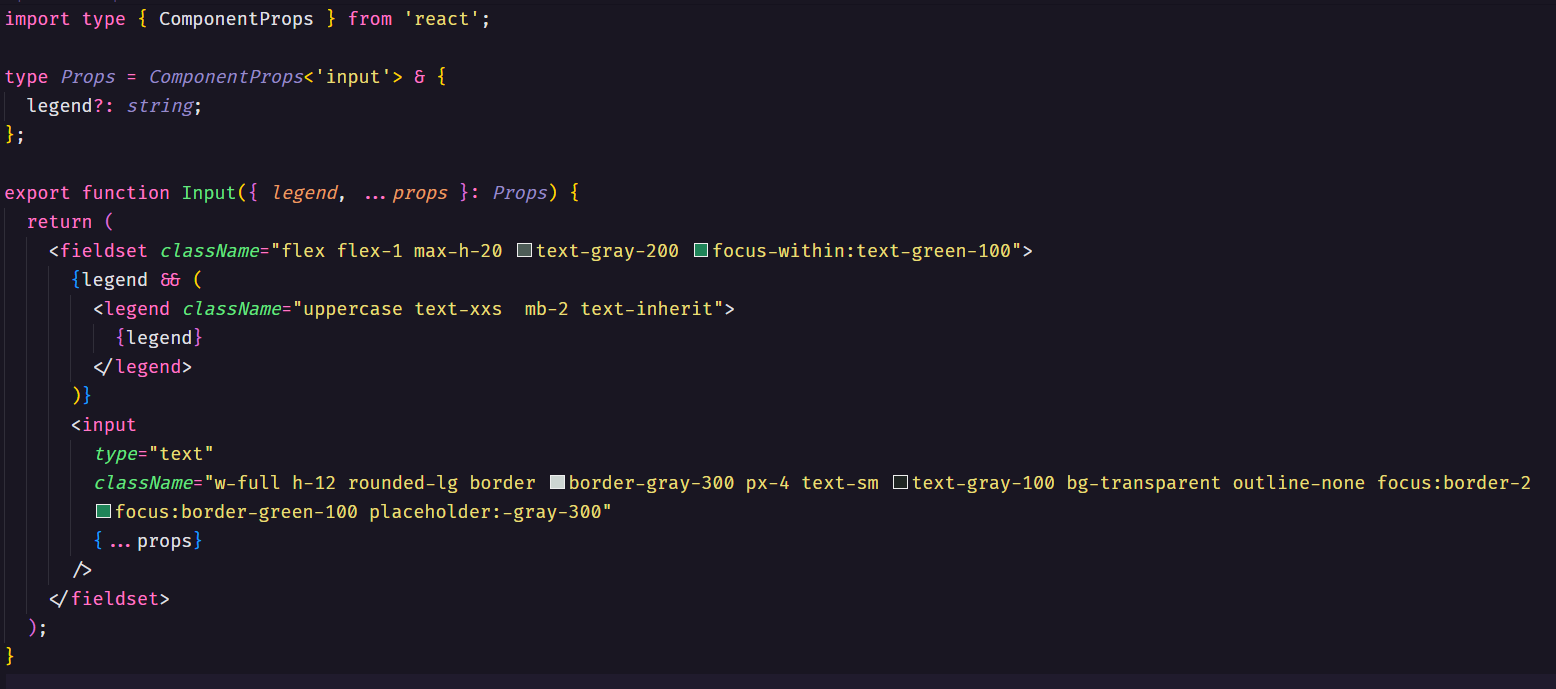 import type { ComponentProps } from 'react';

type Props = ComponentProps<'input'> & {
  legend?: string;
};

export function Input({ legend, ...props }: Props) {
  return (
    <fieldset className="flex flex-1 max-h-20 text-gray-200 focus-within:text-green-100">
      {legend && (
        <legend className="uppercase text-xxs  mb-2 text-inherit">
          {legend}
        </legend>
      )}
      <input
        type="text"
        className="w-full h-12 rounded-lg border border-gray-300 px-4 text-sm text-gray-100 bg-transparent outline-none focus:border-2
        focus:border-green-100 placeholder:-gray-300"
        {...props}
      />
    </fieldset>
  );
}